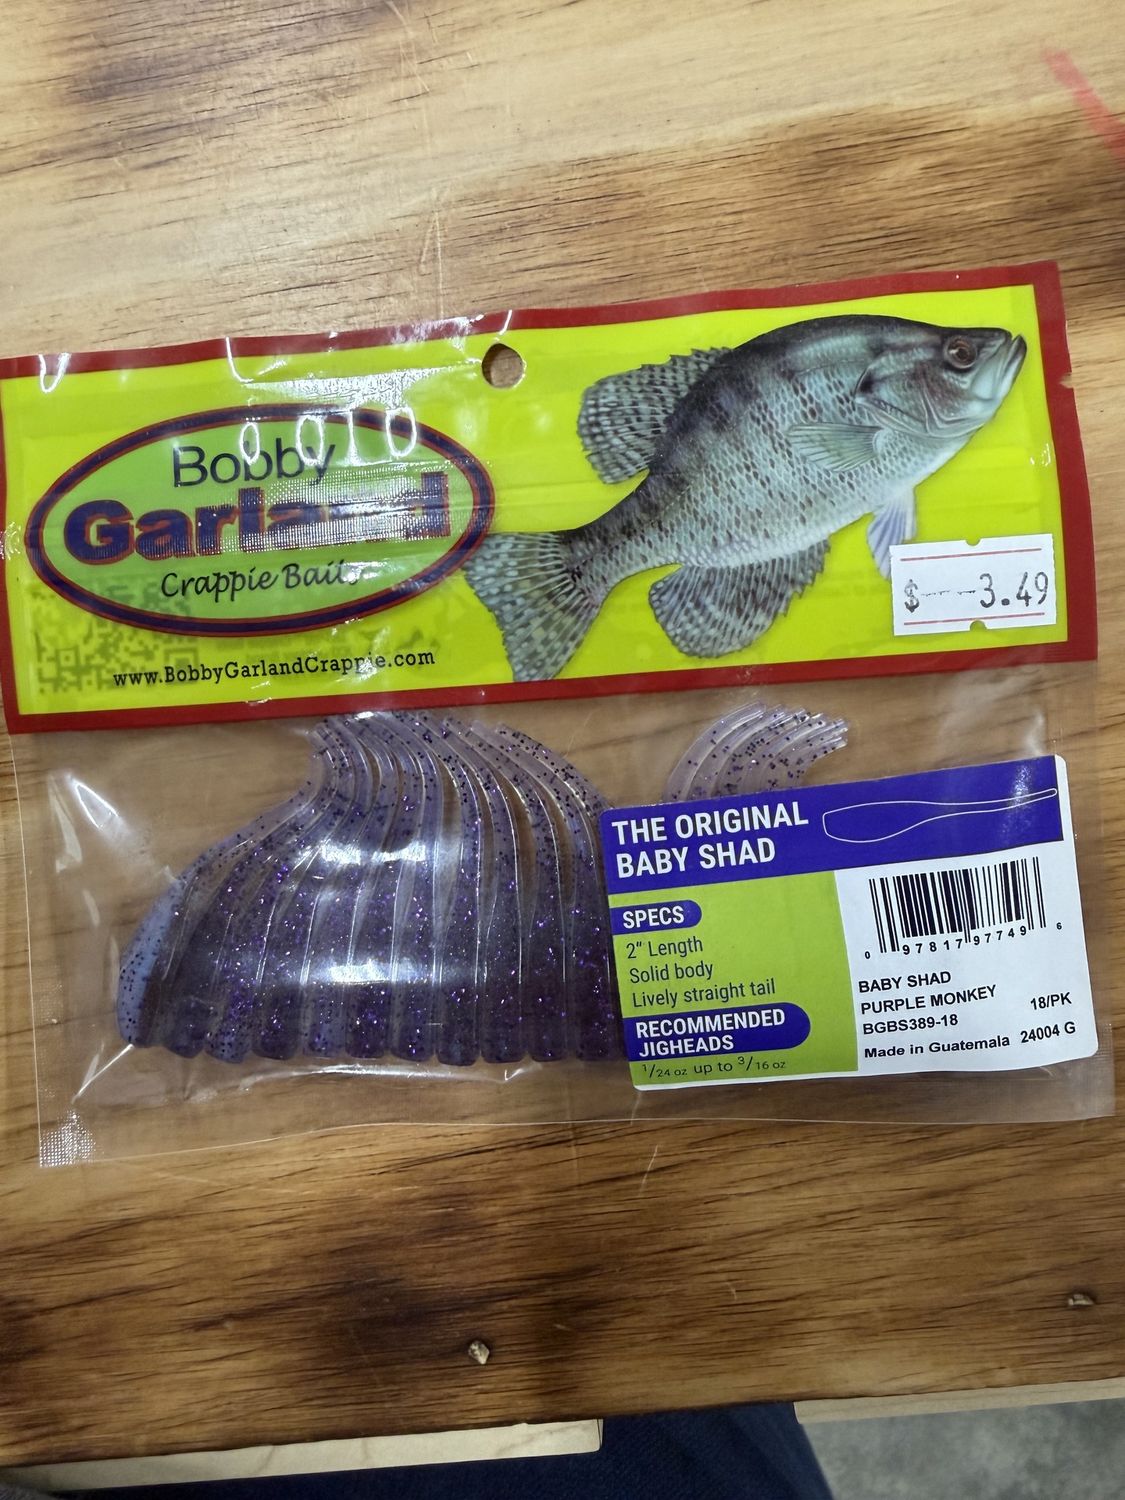 Bobby
Garland
Crappie Baits
www.BobbyGarlandCrappie.com
$---3.49
THE ORIGINAL
BABY SHAD
SPECS
2" Length
Solid body
Lively straight tail
RECOMMENDED
JIGHEADS
1/24 oz up to 3/16 oz
0 97817 97749 6
BABY SHAD
PURPLE MONKEY
BGBS389-18 18/PK
Made in Guatemala 24004 G